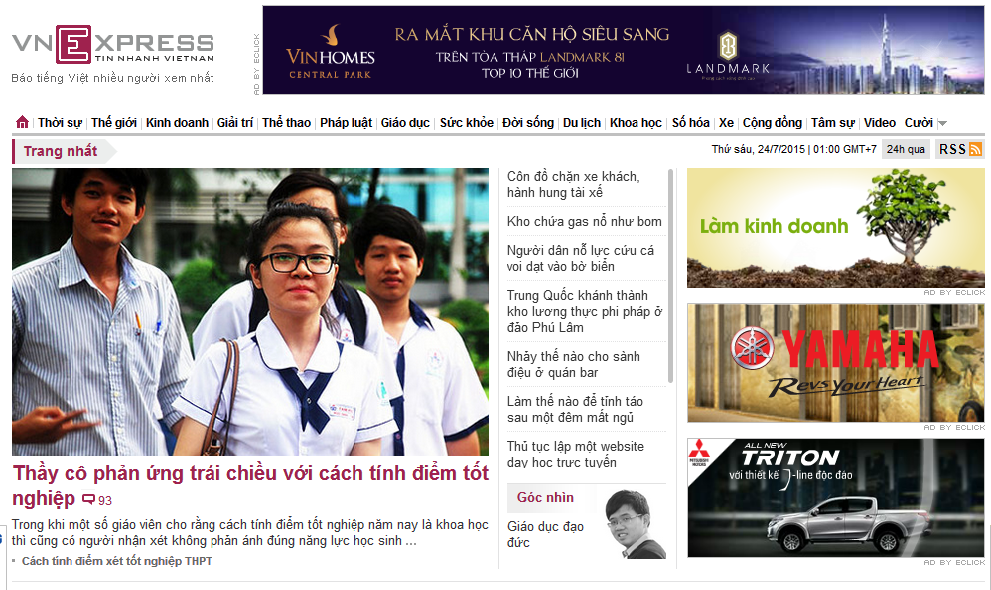 VNEXPRESS
TIN NHANH VIETNAM
Báo tiếng Việt nhiều người xem nhất
AD BY ECLICK
VINHOMES
CENTRAL PARK
RA MẮT KHU CĂN HỘ SIÊU SANG
TRÊN TÒA THÁP LANDMARK 81
TOP 10 THẾ GIỚI
LANDMARK
Thời sự Thế giới Kinh doanh Giải trí Thể thao Pháp luật Giáo dục Sức khỏe Đời sống Du lịch Khoa học Số hóa Xe Cộng đồng Tâm sự Video Cười
Trang nhất
Thứ sáu, 24/7/2015 | 01:00 GMT+7 24h qua RSS
Thầy cô phản ứng trái chiều với cách tính điểm tốt
nghiệp 93
Trong khi một số giáo viên cho rằng cách tính điểm tốt nghiệp năm nay là khoa học
thì cũng có người nhận xét không phản ánh đúng năng lực học sinh ...
Cách tính điểm xét tốt nghiệp THPT
Côn đồ chặn xe khách,
hành hung tài xế
Kho chứa gas nổ như bom
Người dân nỗ lực cứu cá
voi dạt vào bờ biển
Trung Quốc khánh thành
kho lương thực phi pháp ở
đảo Phú Lâm
Nhảy thế nào cho sành
điệu ở quán bar
Làm thế nào để tỉnh táo
sau một đêm mất ngủ
Thủ tục lập một website
dạy học trực tuyến
Góc nhìn
Giáo dục đạo
đức
Làm kinh doanh
AD BY ECLICK
YAMAHA
Revs Your Heart
AD BY ECLICK
MITSUBISHI
MOTORS
ALL NEW
TRITON
với thiết kế J-line độc đáo
AD BY ECLICK